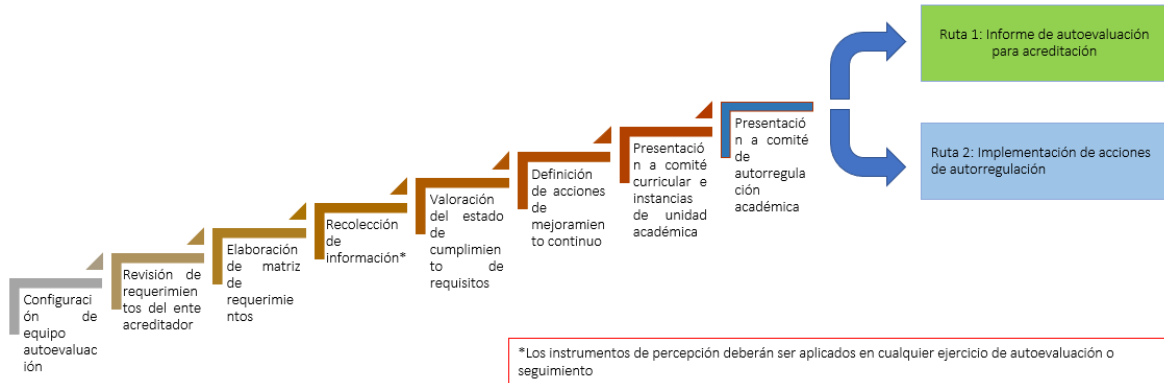 Configuraci
ón de
equipo
autoevaluac
ión
Revisión de
requerimien
tos del ente
acreditador
Elaboración
de matriz
de
requerimie
ntos
Recolección
de
información*
Valoración
del estado
de
cumplimien
to de
requisitos
Definición
de acciones
de
mejoramien
to continuo
Presentació
n a comité
curricular e
instancias
de unidad
académica
Presentació
n a comité
de
autorregula
ción
académica
Ruta 1: Informe de autoevaluación
para acreditación
Ruta 2: Implementación de acciones
de autorregulación
*Los instrumentos de percepción deberán ser aplicados en cualquier ejercicio de autoevaluación o
seguimiento